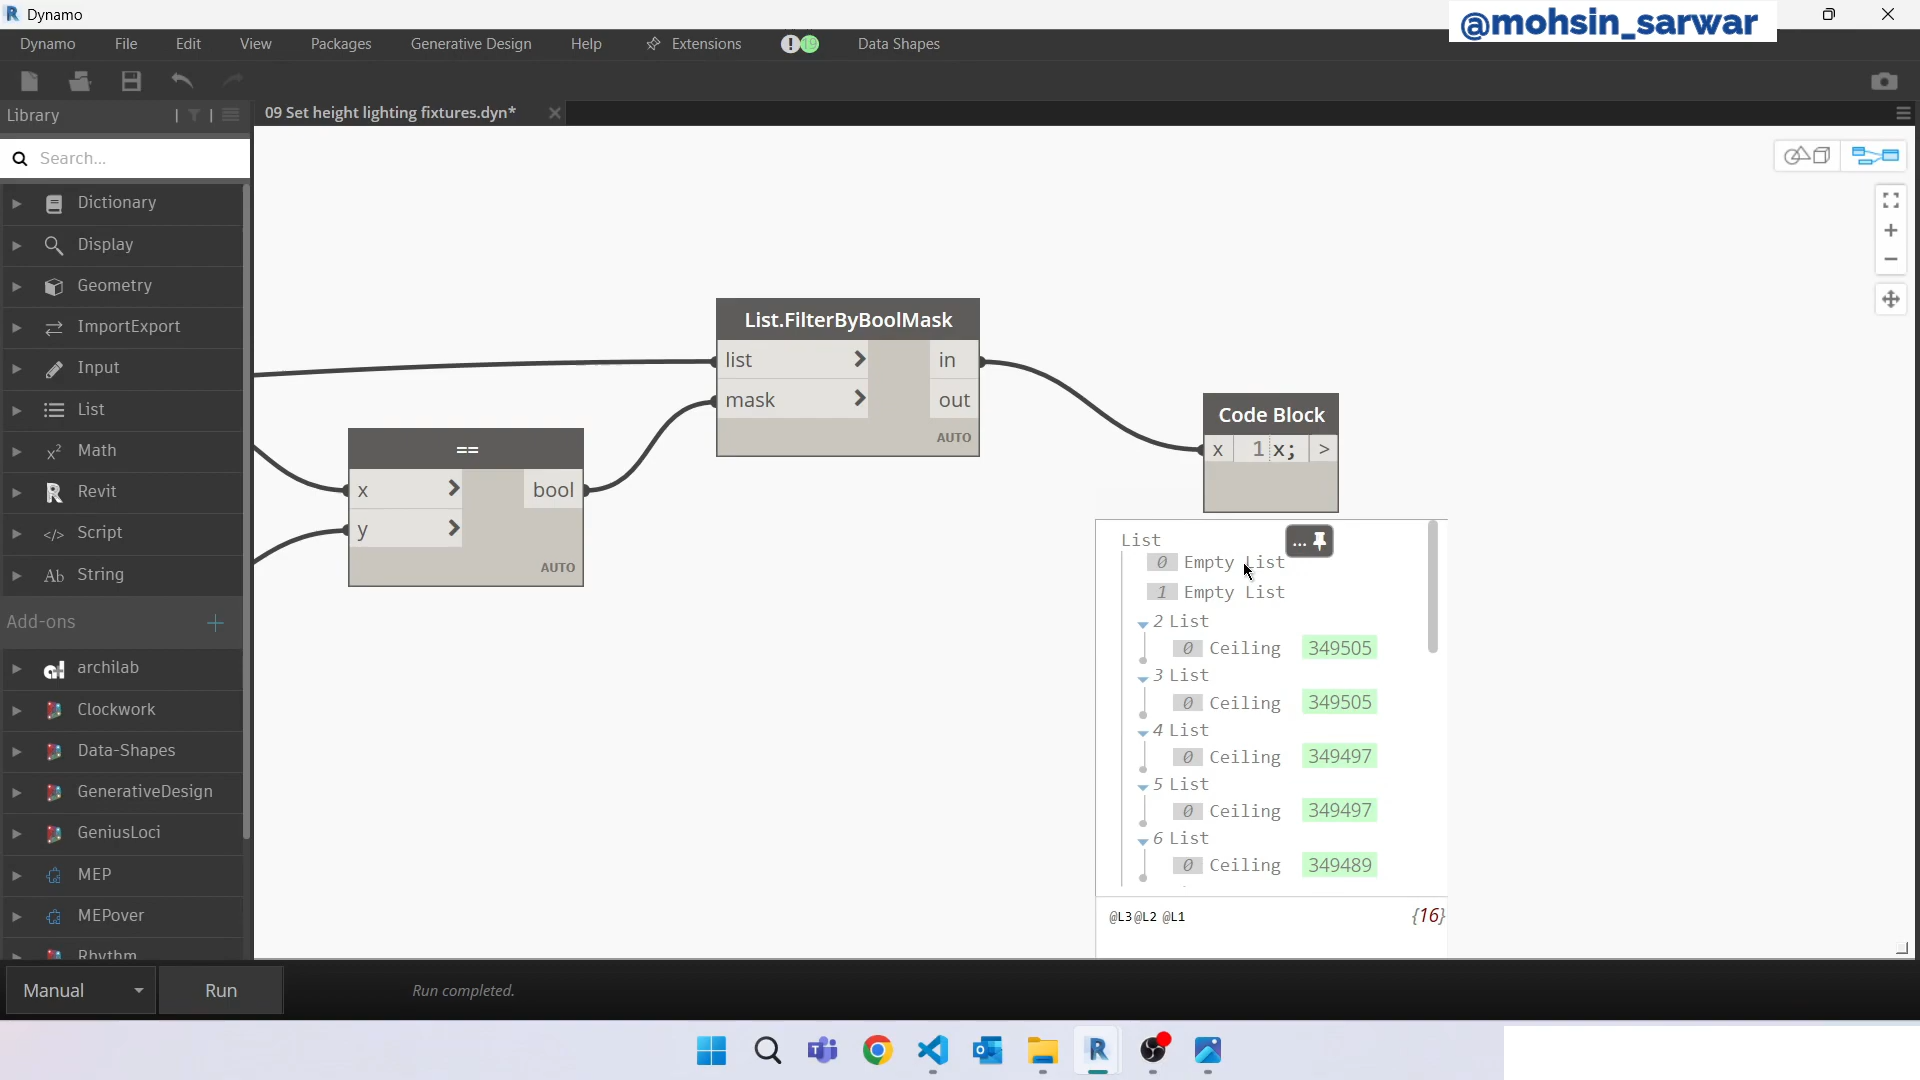 Dynamo
@mohsin_sarwar
Dynamo File Edit View Packages Generative Design Help Extensions Data Shapes
Library
09 Set height lighting fixtures.dyn*
Search...
Dictionary
Display
Geometry
ImportExport
Input
List
Math
Revit
Script
String
Add-ons
archilab
Clockwork
Data-Shapes
GenerativeDesign
GeniusLoci
MEP
MEPover
Rhythm
==
x bool
y
AUTO
List.FilterByBoolMask
list in
mask out
AUTO
Code Block
x 1 x; >
List
0 Empty List
1 Empty List
2 List
0 Ceiling 349505
3 List
0 Ceiling 349505
4 List
0 Ceiling 349497
5 List
0 Ceiling 349497
6 List
0 Ceiling 349489
@L3 @L2 @L1 {16}
Manual Run Run completed.